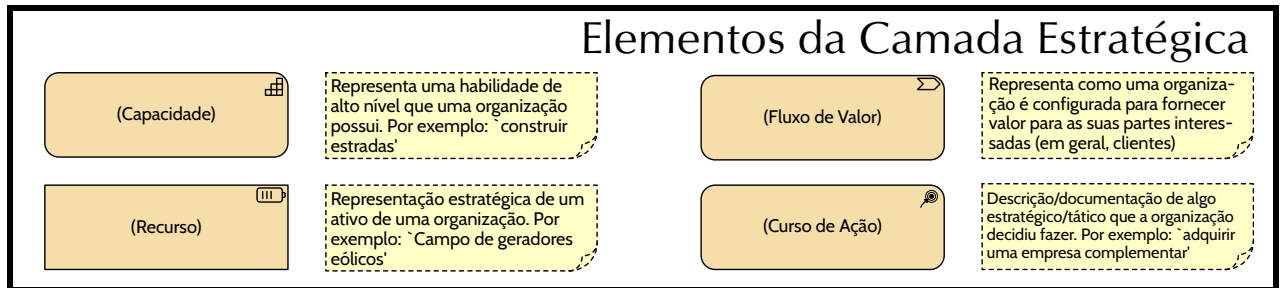 Elementos da Camada Estratégica
(Capacidade)
Representa uma habilidade de
alto nível que uma organização
possui. Por exemplo: `construir
estradas'
(Fluxo de Valor)
Representa como uma organiza-
ção é configurada para fornecer
valor para as suas partes interes-
sadas (em geral, clientes)
(Recurso)
Representação estratégica de um
ativo de uma organização. Por
exemplo: `Campo de geradores
eólicos'
(Curso de Ação)
Descrição/documentação de algo
estratégico/tático que a organização
decidiu fazer. Por exemplo: `adquirir
uma empresa complementar'